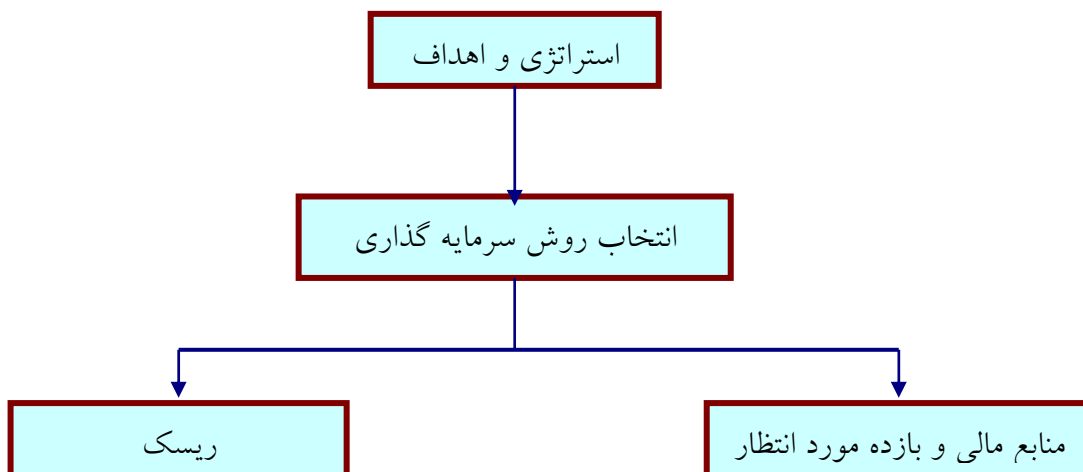 استراتژی و اهداف
انتخاب روش سرمایه گذاری
منابع مالی و بازده مورد انتظار
ریسک